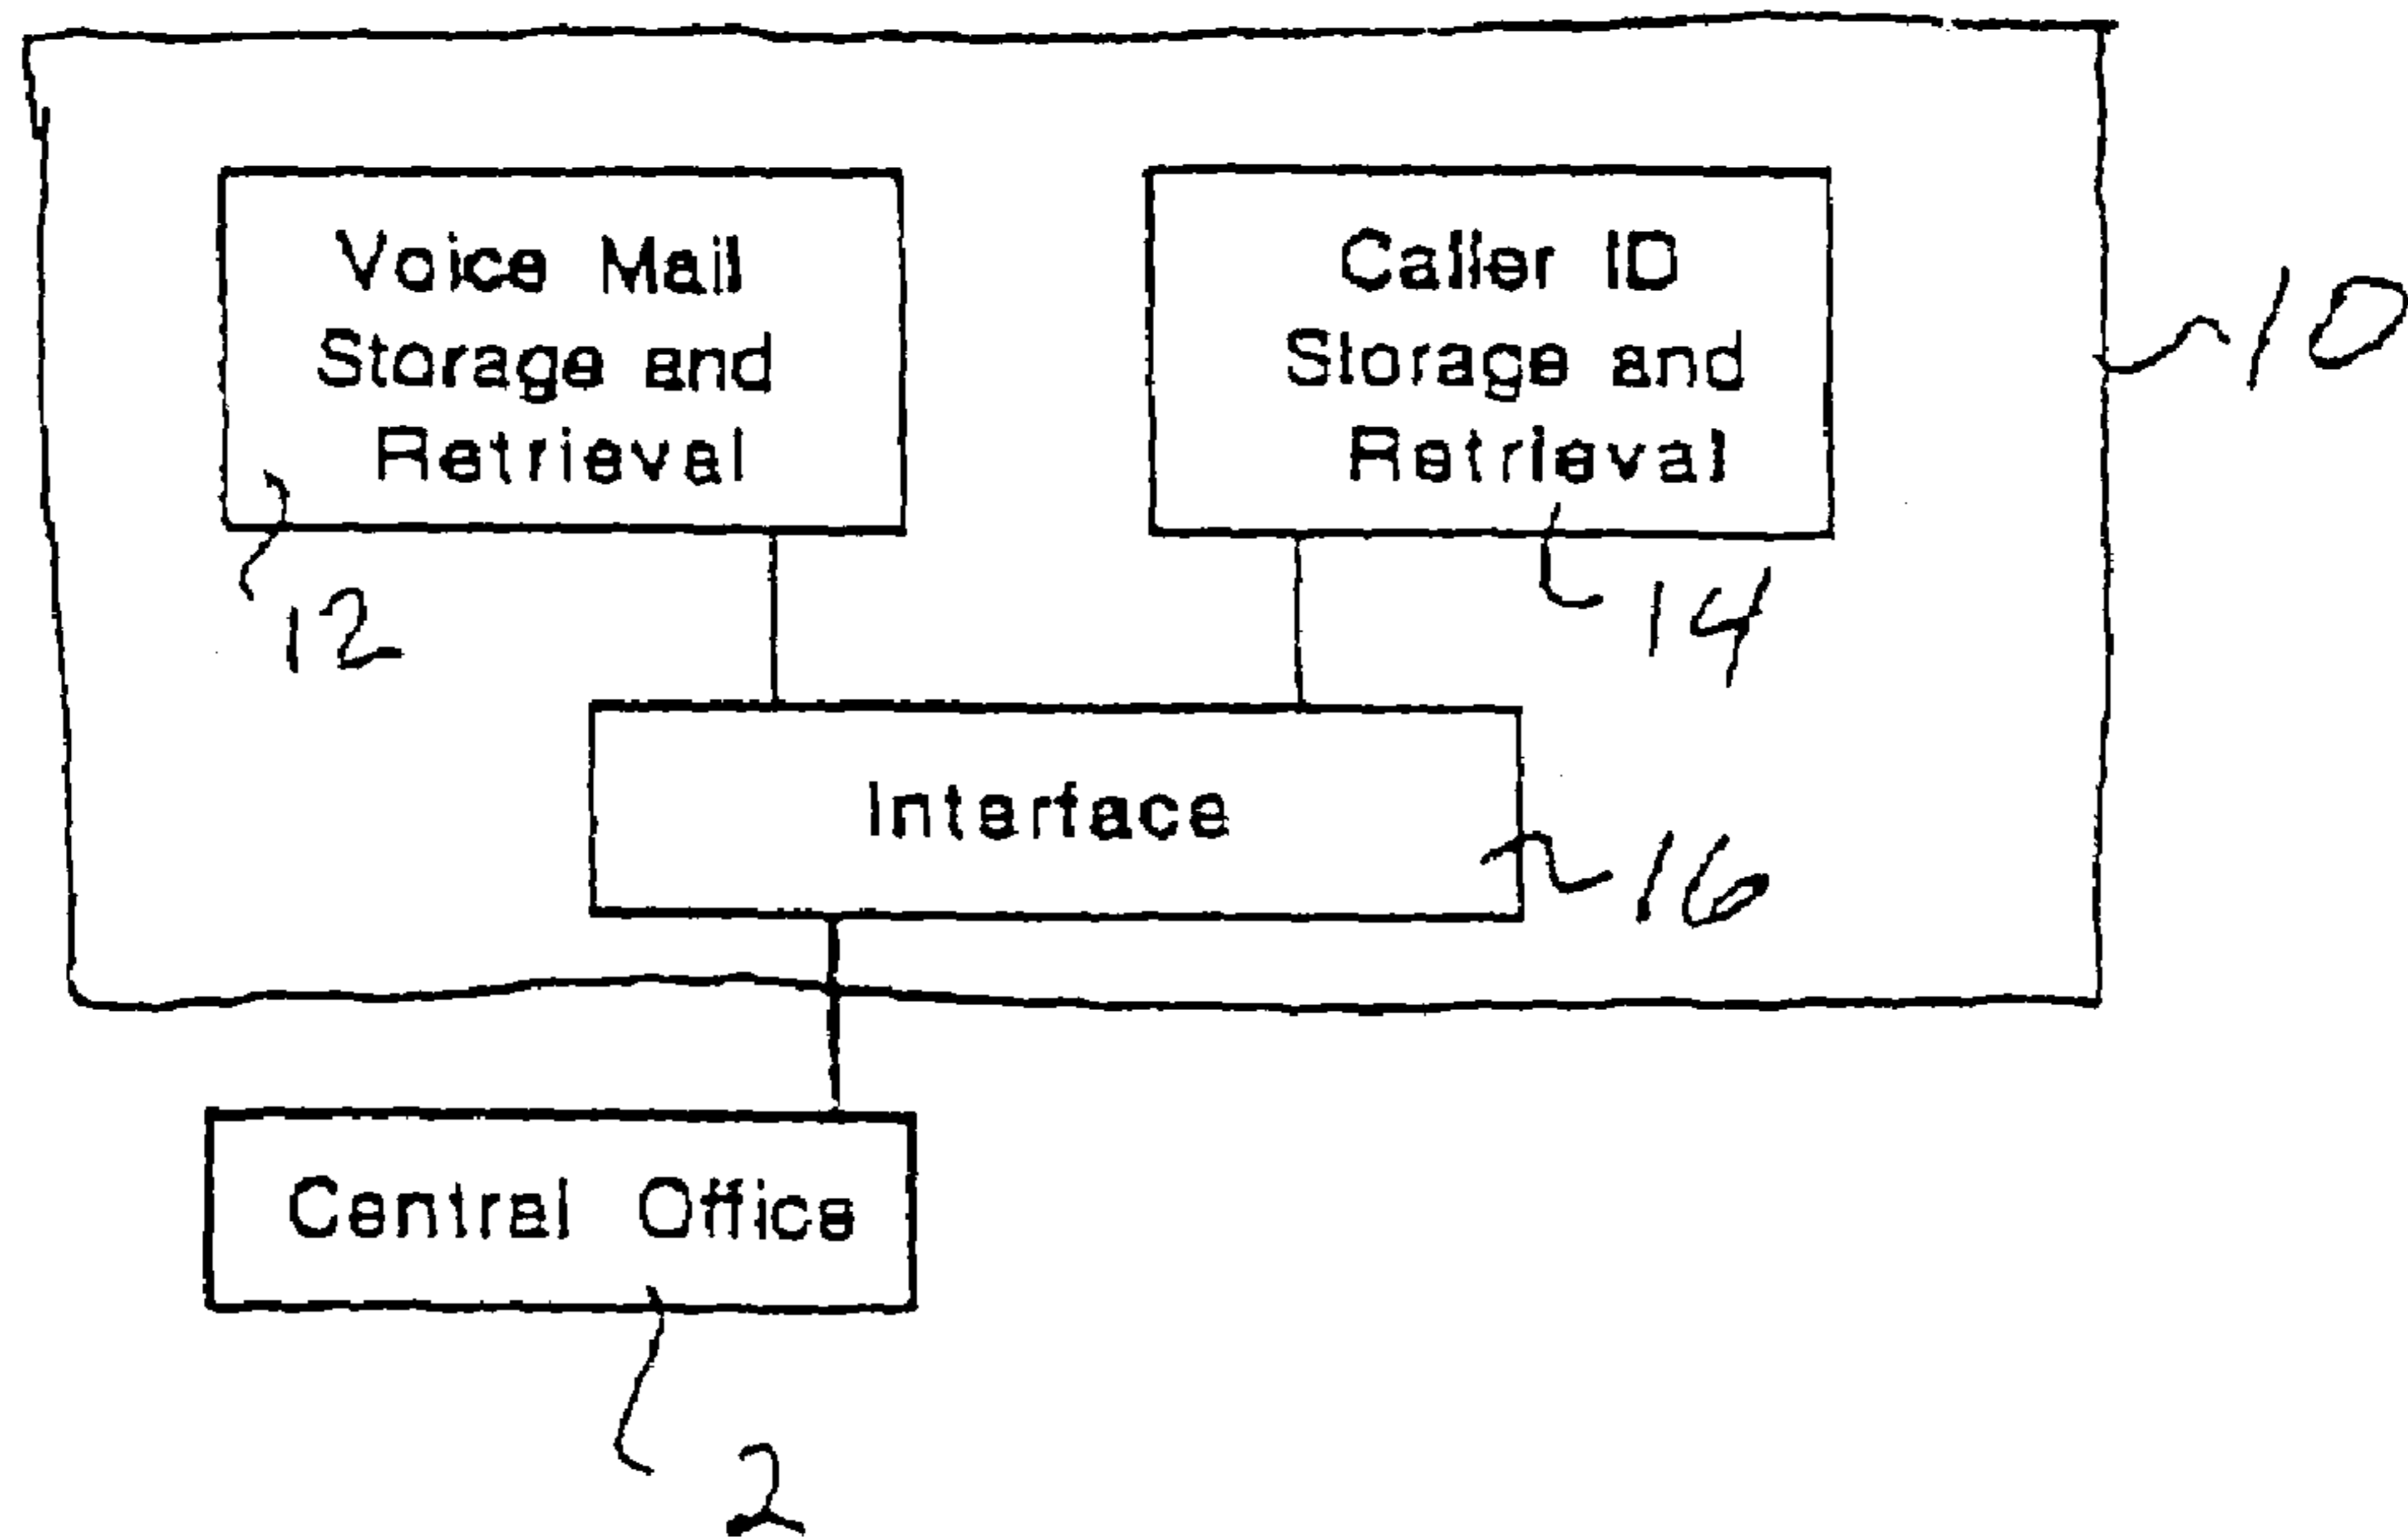 Voice Mail
Storage and
Retrieval
12
Caller ID
Storage and
Retrieval
14
10
Interface
16
Central Office
2